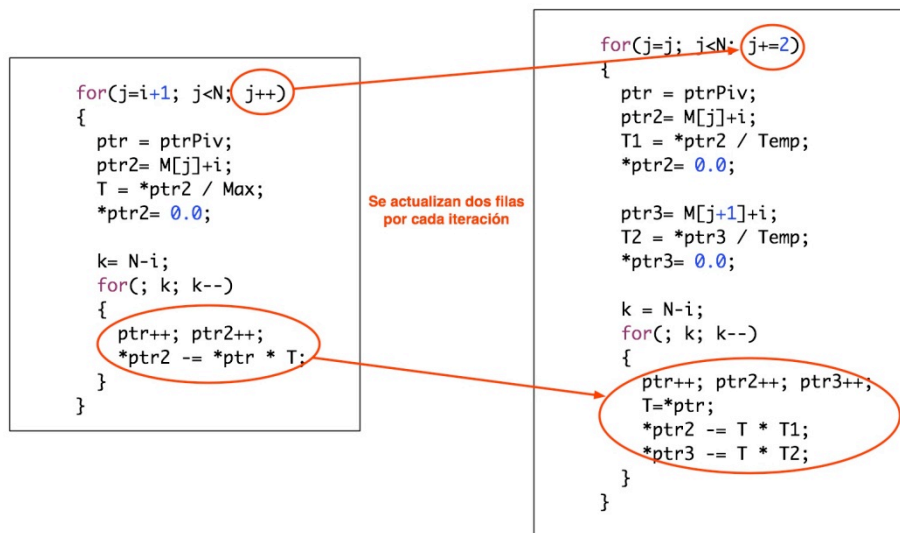 for(j=i+1; j<N; j++)
{
ptr = ptrPiv;
ptr2= M[j]+i;
T = *ptr2 / Max;
*ptr2= 0.0;
k= N-i;
for(; k; k--)
{
ptr++; ptr2++;
*ptr2 -= *ptr * T;
}
}
Se actualizan dos filas
por cada iteración
for(j=j; j<N; j+=2)
{
ptr = ptrPiv;
ptr2= M[j]+i;
T1 = *ptr2 / Temp;
*ptr2= 0.0;
ptr3= M[j+1]+i;
T2 = *ptr3 / Temp;
*ptr3= 0.0;
k = N-i;
for(; k; k--)
{
ptr++; ptr2++; ptr3++;
T=*ptr;
*ptr2 -= T * T1;
*ptr3 -= T * T2;
}
}